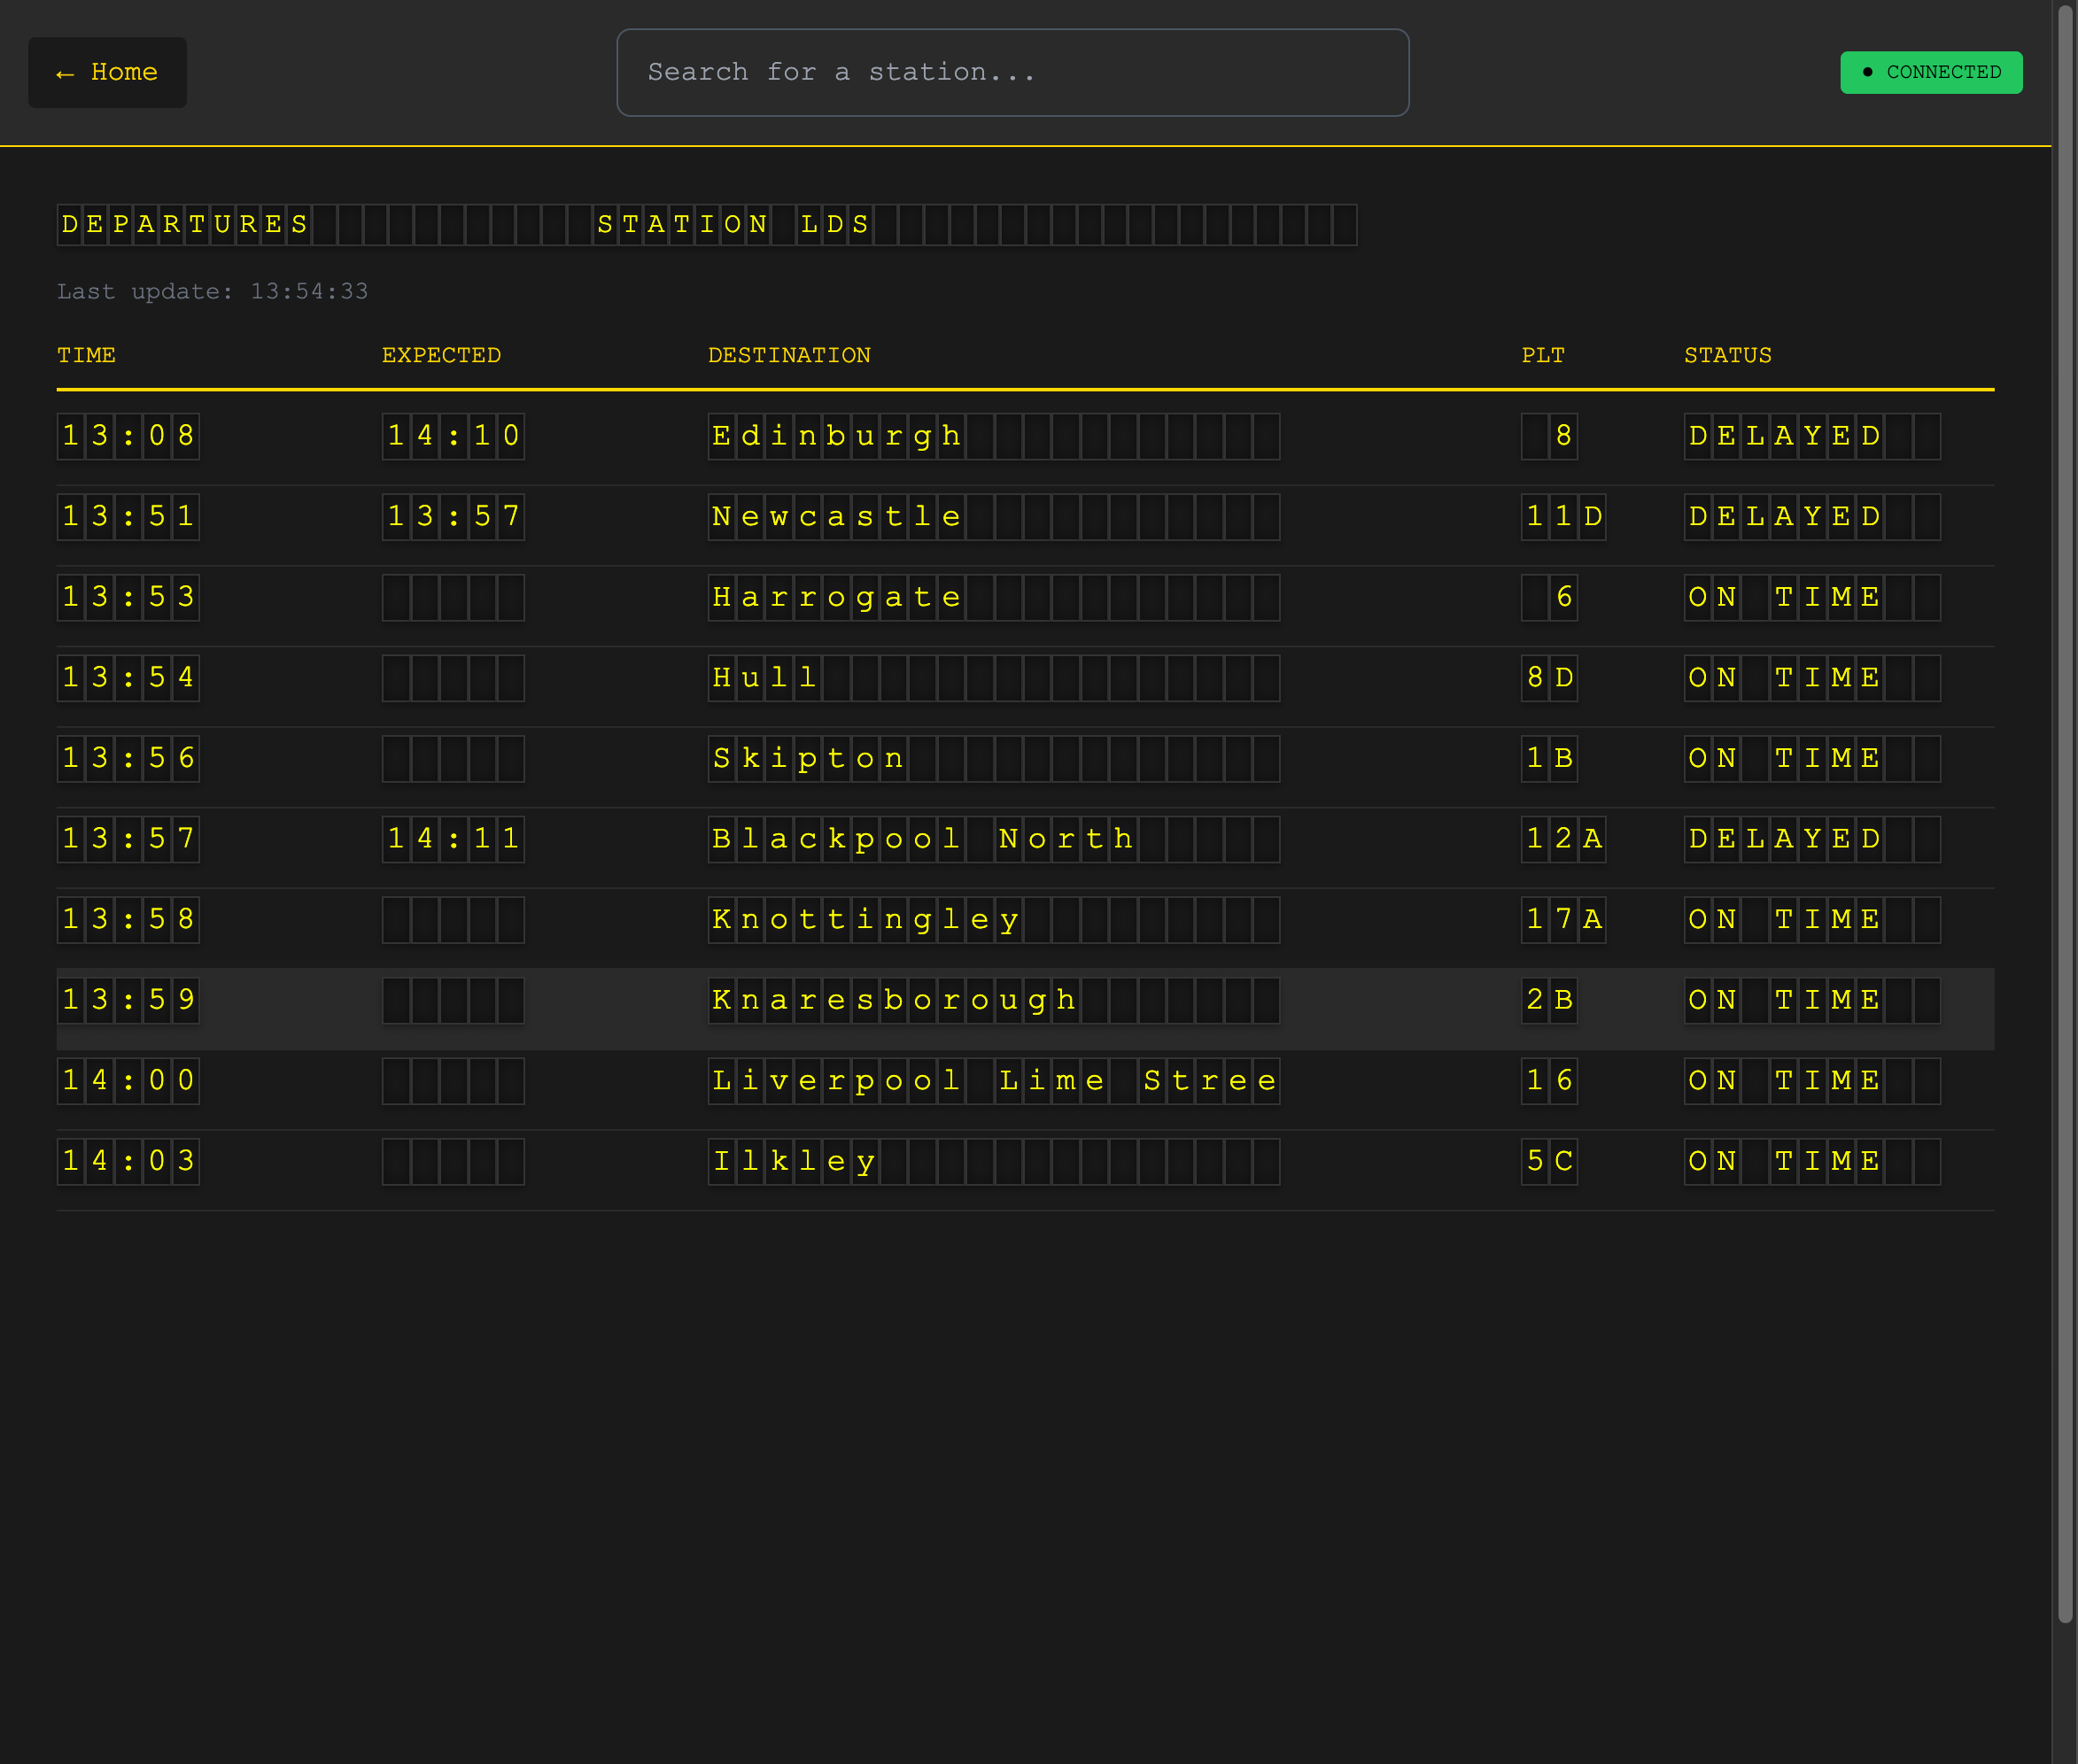 ← Home
Search for a station...
● CONNECTED
DEPARTURES STATION LDS
Last update: 13:54:33
TIME EXPECTED DESTINATION PLT STATUS
13:08 14:10 Edinburgh 8 DELAYED
13:51 13:57 Newcastle 11D DELAYED
13:53 Harrogate 6 ON TIME
13:54 Hull 8D ON TIME
13:56 Skipton 1B ON TIME
13:57 14:11 Blackpool North 12A DELAYED
13:58 Knottingley 17A ON TIME
13:59 Knaresborough 2B ON TIME
14:00 Liverpool Lime Stree 16 ON TIME
14:03 Ilkley 5C ON TIME